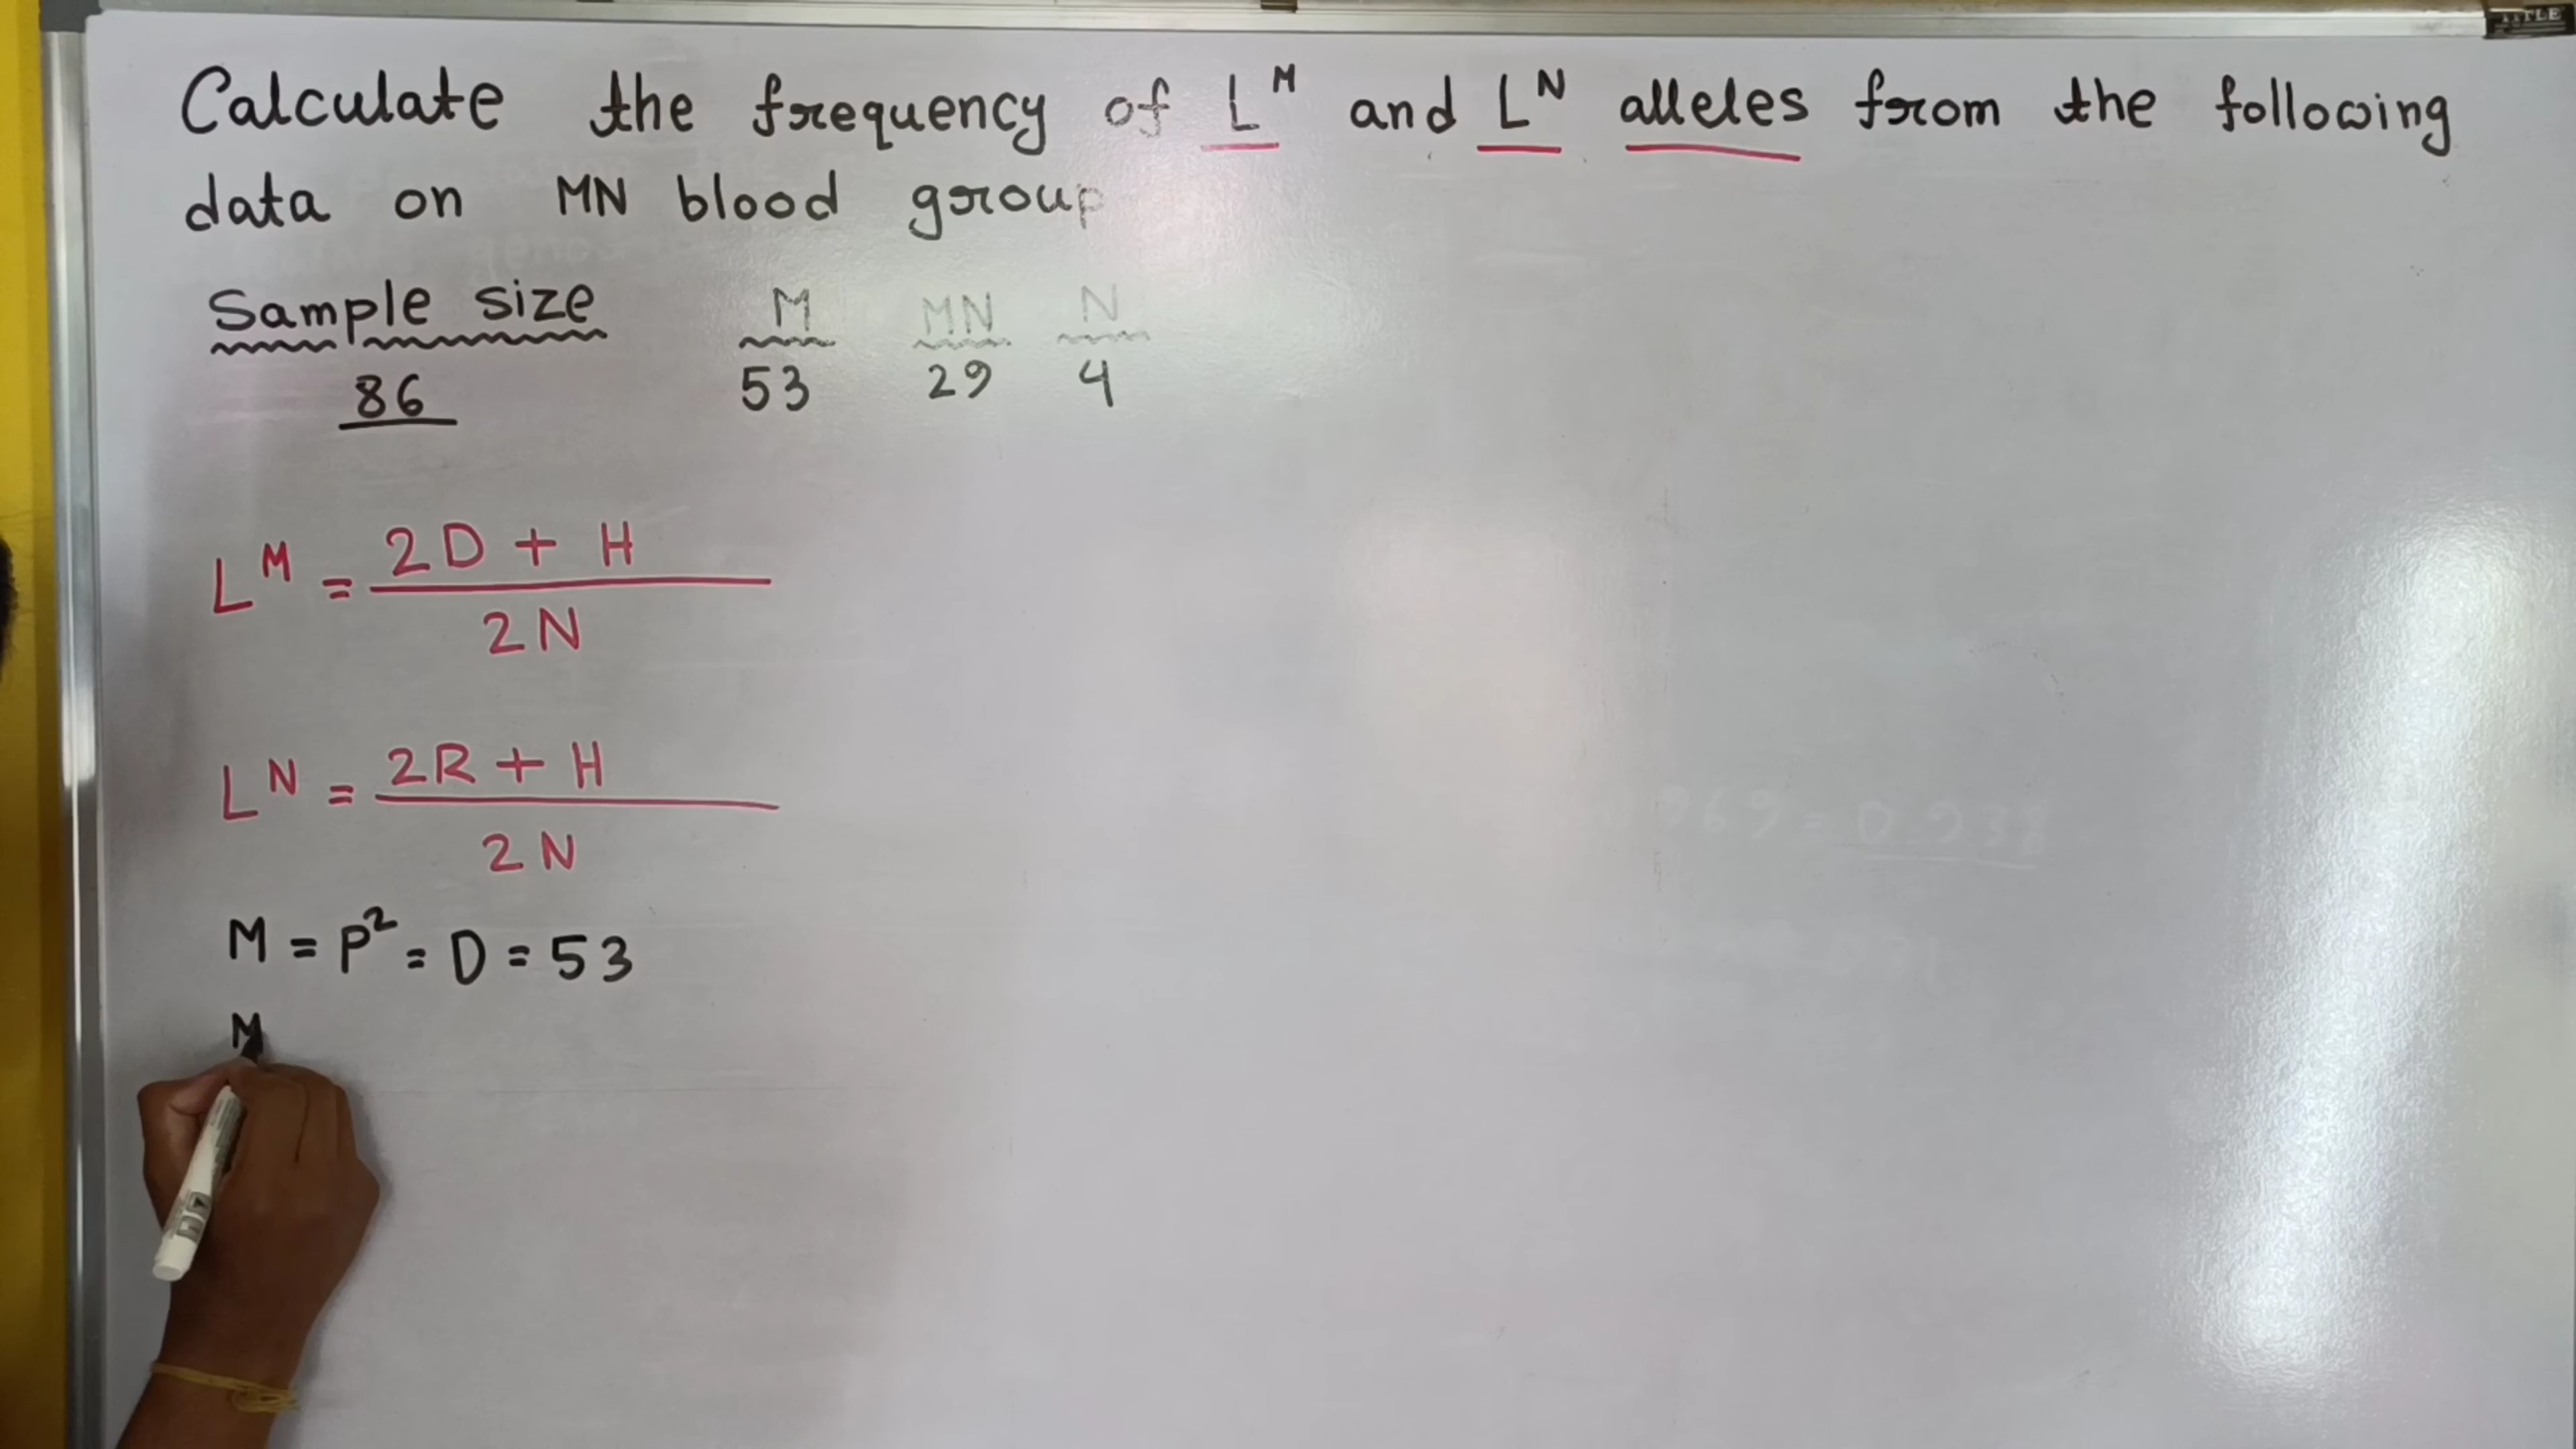 Calculate the frequency of L^M and L^N alleles from the following
data on MN blood group
Sample size M MN N
86 53 29 4
L^M = 2D + H
2N
L^N = 2R + H
2N
M = P² = D = 53
M